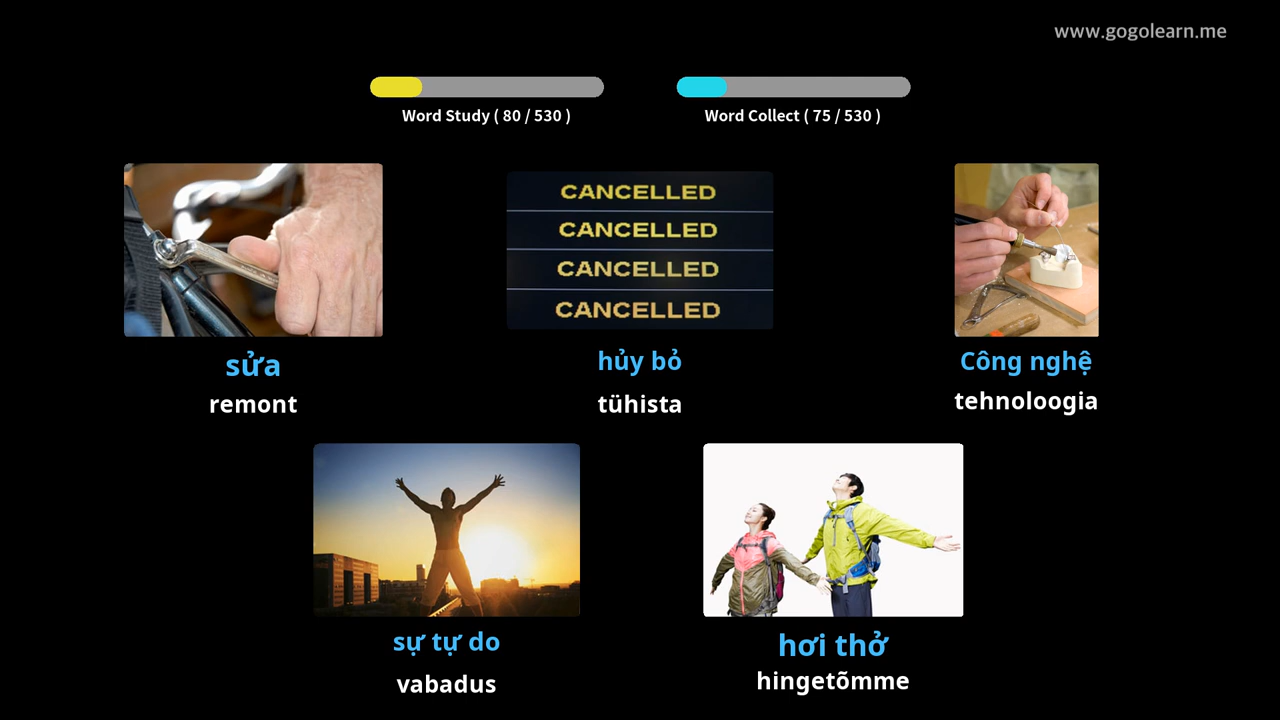 www.gogolearn.me
Word Study ( 80 / 530 )
Word Collect ( 75 / 530 )
CANCELLED
CANCELLED
CANCELLED
CANCELLED
sửa
remont
hủy bỏ
tühista
Công nghệ
tehnoloogia
sự tự do
vabadus
hơi thở
hingetõmme